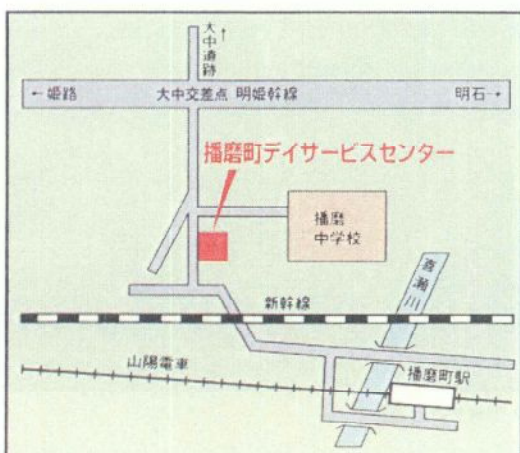 大中遺跡→
←姫路 大中交差点 明姫幹線 明石→
播磨町デイサービスセンター
播磨
中学校
喜瀬川
新幹線
山陽電車
播磨町駅